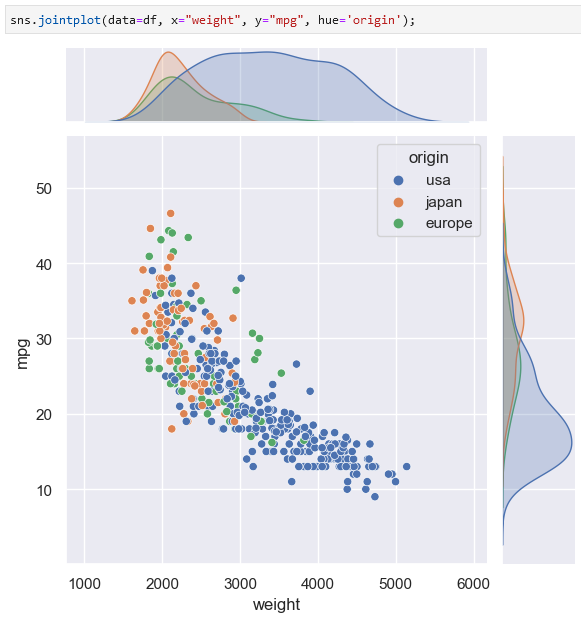 sns.jointplot(data=df, x="weight", y="mpg", hue='origin');
origin
usa
japan
europe
50
40
30
20
10
mpg
1000 2000 3000 4000 5000 6000
weight